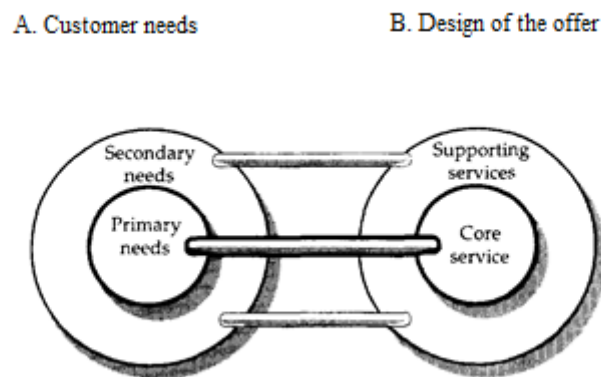 A. Customer needs
B. Design of the offer
Secondary
needs
Primary
needs
Supporting
services
Core
service